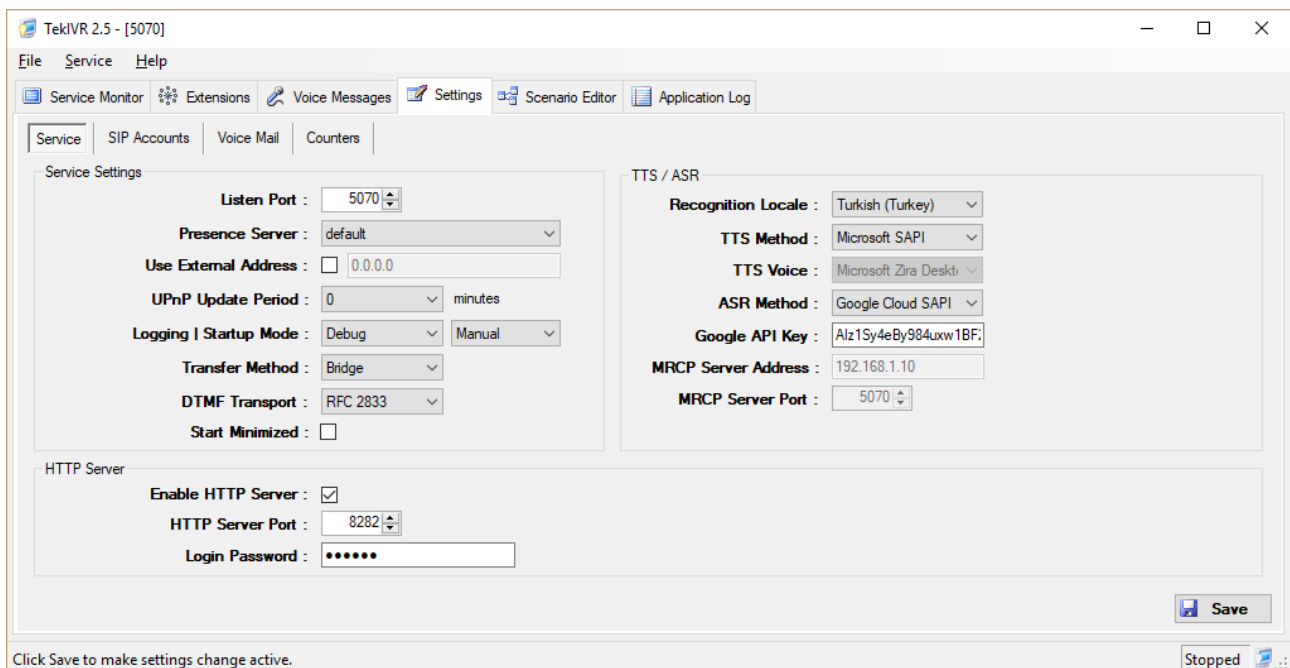 TekIVR 2.5 - [5070]
File Service Help
Service Monitor Extensions Voice Messages Settings Scenario Editor Application Log
Service SIP Accounts Voice Mail Counters
Service Settings
Listen Port : 5070
Presence Server : default
Use External Address : 0.0.0.0
UPnP Update Period : 0 minutes
Logging | Startup Mode : Debug Manual
Transfer Method : Bridge
DTMF Transport : RFC 2833
Start Minimized :
TTS / ASR
Recognition Locale : Turkish (Turkey)
TTS Method : Microsoft SAPI
TTS Voice : Microsoft Zira Deskt
ASR Method : Google Cloud SAPI
Google API Key :
MRCP Server Address : 192.168.1.10
MRCP Server Port : 5070
HTTP Server
Enable HTTP Server :
HTTP Server Port : 8282
Login Password : ••••••
Save
Click Save to make settings change active.
Stopped